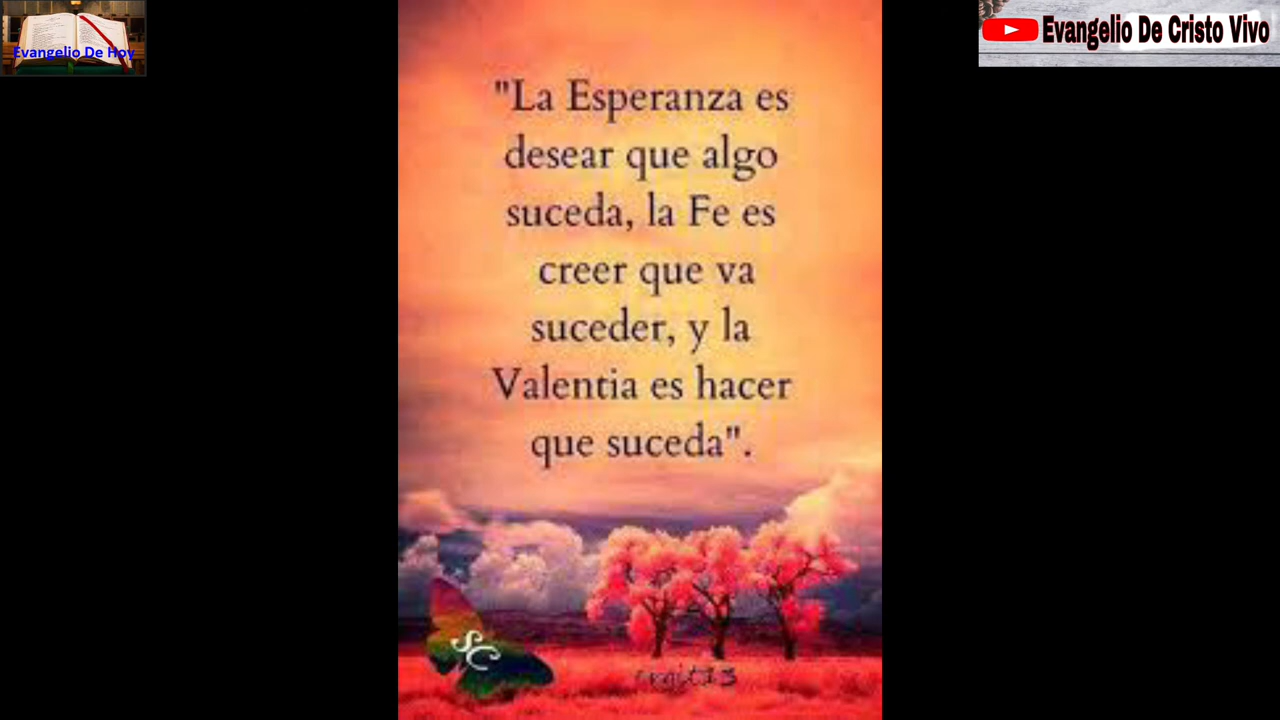 Evangelio De Hoy
Evangelio De Cristo Vivo
"La Esperanza es
desear que algo
suceda, la Fe es
creer que va
suceder, y la
Valentia es hacer
que suceda".
SC